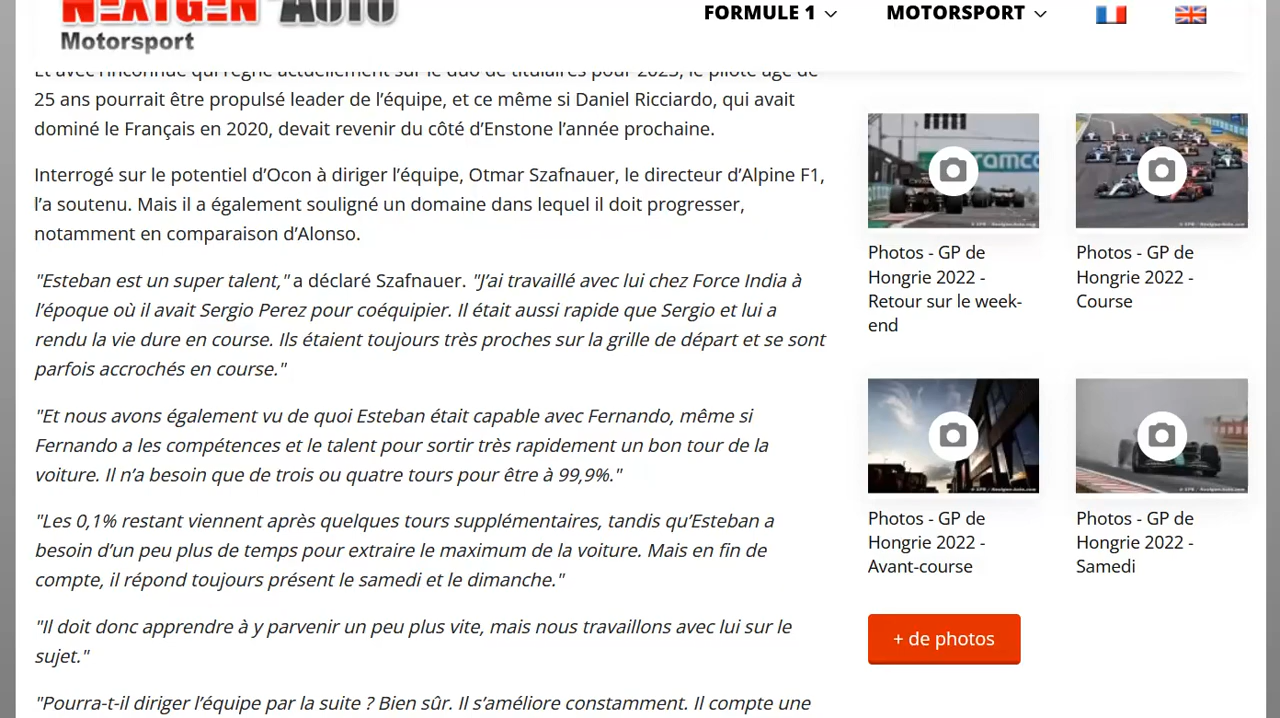 NEXTGEN AUTO
Motorsport
FORMULE 1
MOTORSPORT
Et avec l'inconnue qui règne actuellement sur le duo de titulaires pour 2023, le pilote âgé de
25 ans pourrait être propulsé leader de l’équipe, et ce même si Daniel Ricciardo, qui avait
dominé le Français en 2020, devait revenir du côté d’Enstone l’année prochaine.
Interrogé sur le potentiel d’Ocon à diriger l’équipe, Otmar Szafnauer, le directeur d’Alpine F1,
l’a soutenu. Mais il a également souligné un domaine dans lequel il doit progresser,
notamment en comparaison d’Alonso.
"Esteban est un super talent," a déclaré Szafnauer. "J’ai travaillé avec lui chez Force India à
l’époque où il avait Sergio Perez pour coéquipier. Il était aussi rapide que Sergio et lui a
rendu la vie dure en course. Ils étaient toujours très proches sur la grille de départ et se sont
parfois accrochés en course."
"Et nous avons également vu de quoi Esteban était capable avec Fernando, même si
Fernando a les compétences et le talent pour sortir très rapidement un bon tour de la
voiture. Il n’a besoin que de trois ou quatre tours pour être à 99,9%."
"Les 0,1% restant viennent après quelques tours supplémentaires, tandis qu’Esteban a
besoin d’un peu plus de temps pour extraire le maximum de la voiture. Mais en fin de
compte, il répond toujours présent le samedi et le dimanche."
"Il doit donc apprendre à y parvenir un peu plus vite, mais nous travaillons avec lui sur le
sujet."
"Pourra-t-il diriger l’équipe par la suite ? Bien sûr. Il s’améliore constamment. Il compte une
Photos - GP de
Hongrie 2022 -
Retour sur le week-
end
Photos - GP de
Hongrie 2022 -
Course
Photos - GP de
Hongrie 2022 -
Avant-course
Photos - GP de
Hongrie 2022 -
Samedi
+ de photos